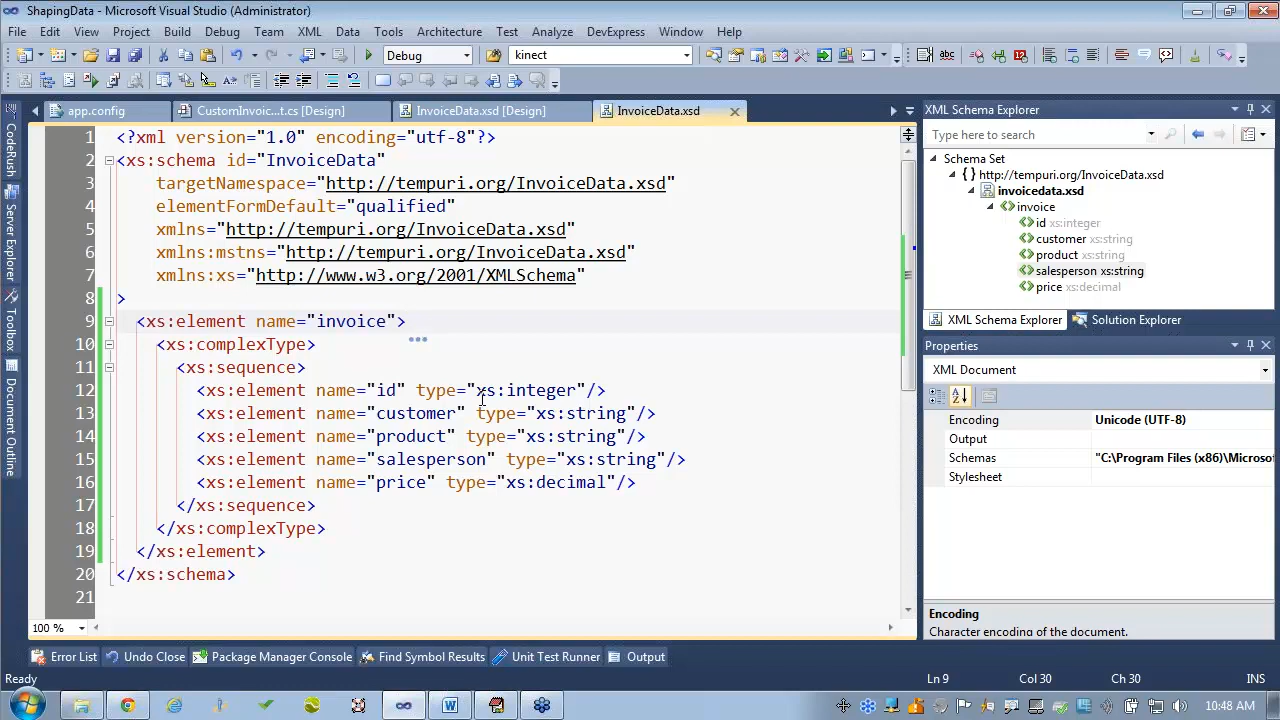 ShapingData - Microsoft Visual Studio (Administrator)
File Edit View Project Build Debug Team XML Data Tools Architecture Test Analyze DevExpress Window Help
Debug kinect
app.config CustomInvoic...t.cs [Design] InvoiceData.xsd [Design] InvoiceData.xsd
CodeRush
Server Explorer
Toolbox
Document Outline
1 <?xml version="1.0" encoding="utf-8"?>
2 <xs:schema id="InvoiceData"
3 targetNamespace="http://tempuri.org/InvoiceData.xsd"
4 elementFormDefault="qualified"
5 xmlns="http://tempuri.org/InvoiceData.xsd"
6 xmlns:mstns="http://tempuri.org/InvoiceData.xsd"
7 xmlns:xs="http://www.w3.org/2001/XMLSchema"
8 >
9 <xs:element name="invoice">
10 <xs:complexType>
11 <xs:sequence>
12 <xs:element name="id" type="xs:integer"/>
13 <xs:element name="customer" type="xs:string"/>
14 <xs:element name="product" type="xs:string"/>
15 <xs:element name="salesperson" type="xs:string"/>
16 <xs:element name="price" type="xs:decimal"/>
17 </xs:sequence>
18 </xs:complexType>
19 </xs:element>
20 </xs:schema>
21
100 %
XML Schema Explorer
Type here to search
Schema Set
http://tempuri.org/InvoiceData.xsd
invoicedata.xsd
invoice
id xs:integer
customer xs:string
product xs:string
salesperson xs:string
price xs:decimal
XML Schema Explorer Solution Explorer
Properties
XML Document
Encoding Unicode (UTF-8)
Output
Schemas "C:\Program Files (x86)\Microsof
Stylesheet
Encoding
Character encoding of the document.
Error List Undo Close Package Manager Console Find Symbol Results Unit Test Runner Output
Ready Ln 9 Col 30 Ch 30 INS
10:48 AM